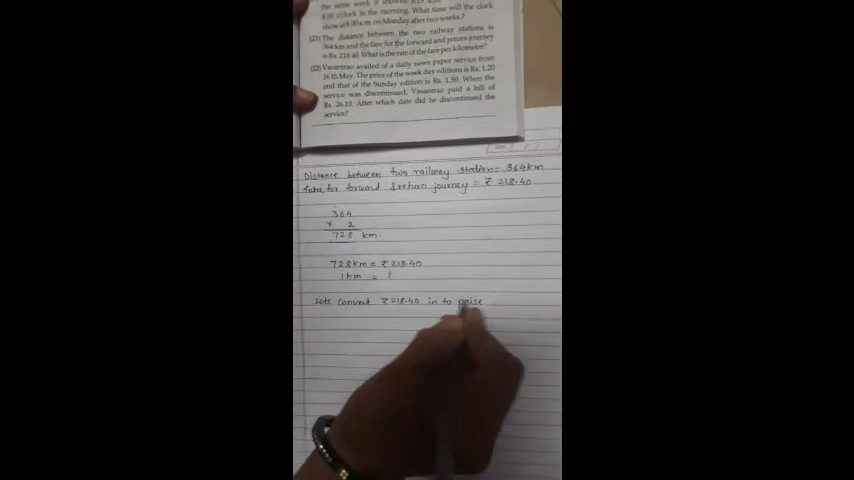 8.00 o'clock in the morning. What time will the clock
show at 8.00 a.m. on Monday after two weeks?
(21) The distance between the two railway stations is
364 km and the fare for the forward and return journey
is Rs. 218.40. What is the rate of the fare per kilometer?
(22) Vasantrao availed of a daily news paper service from
16 th May. The price of the week day editions is Rs. 1.20
and that of the Sunday edition is Rs. 1.50. When the
service was discontinued, Vasantrao paid a bill of
Rs. 26.10. After which date did he discontinued the
service?
Distance between two railway station = 364km
for forward & return journey = ₹ 218.40
364
× 2
728 km.
728km = ₹218.40
1km = ?
Lets convert ₹218.40 in to paise